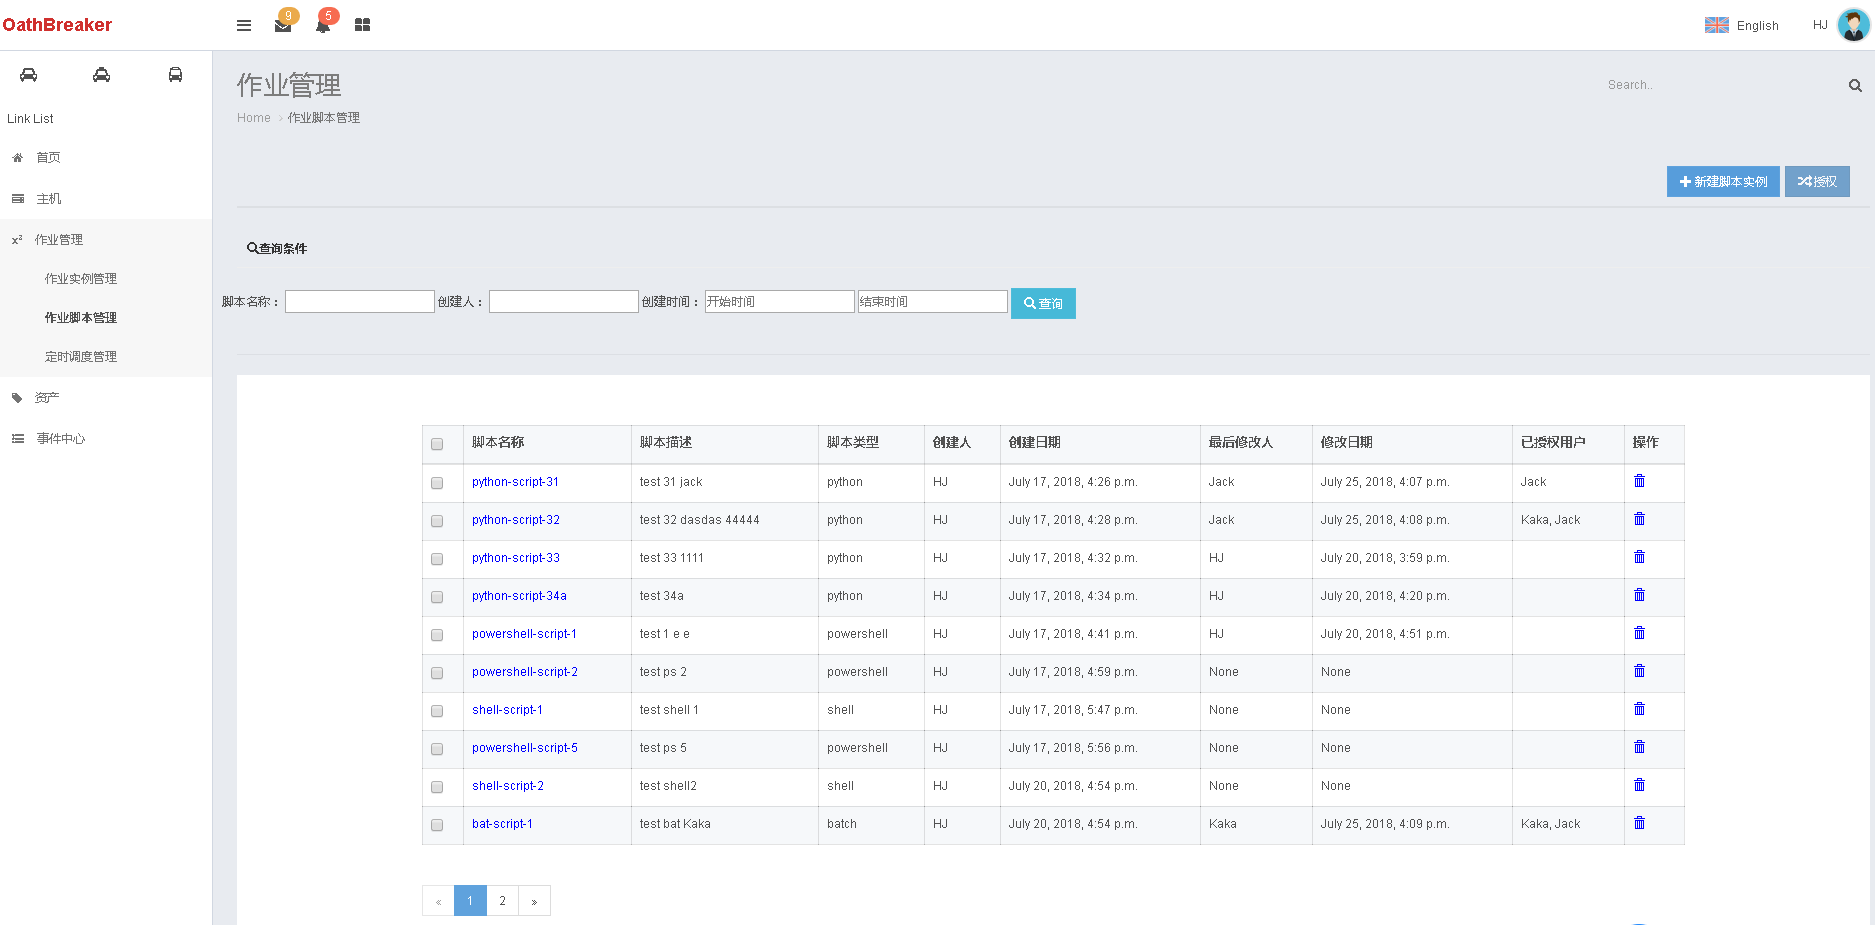 OathBreaker
9
5
English
HJ
Link List
首页
主机
x² 作业管理
作业实例管理
作业脚本管理
定时调度管理
资产
事件中心
作业管理
Search..
Home > 作业脚本管理
新建脚本实例
授权
查询条件
脚本名称：
创建人：
创建时间： 开始时间 结束时间 查询
脚本名称 脚本描述 脚本类型 创建人 创建日期 最后修改人 修改日期 已授权用户 操作
python-script-31 test 31 jack python HJ July 17, 2018, 4:26 p.m. Jack July 25, 2018, 4:07 p.m. Jack
python-script-32 test 32 dasdas 44444 python HJ July 17, 2018, 4:28 p.m. Jack July 25, 2018, 4:08 p.m. Kaka, Jack
python-script-33 test 33 1111 python HJ July 17, 2018, 4:32 p.m. HJ July 20, 2018, 3:59 p.m.
python-script-34a test 34a python HJ July 17, 2018, 4:34 p.m. HJ July 20, 2018, 4:20 p.m.
powershell-script-1 test 1 e e powershell HJ July 17, 2018, 4:41 p.m. HJ July 20, 2018, 4:51 p.m.
powershell-script-2 test ps 2 powershell HJ July 17, 2018, 4:59 p.m. None None
shell-script-1 test shell 1 shell HJ July 17, 2018, 5:47 p.m. None None
powershell-script-5 test ps 5 powershell HJ July 17, 2018, 5:56 p.m. None None
shell-script-2 test shell2 shell HJ July 20, 2018, 4:54 p.m. None None
bat-script-1 test bat Kaka batch HJ July 20, 2018, 4:54 p.m. Kaka July 25, 2018, 4:09 p.m. Kaka, Jack
« 1 2 »